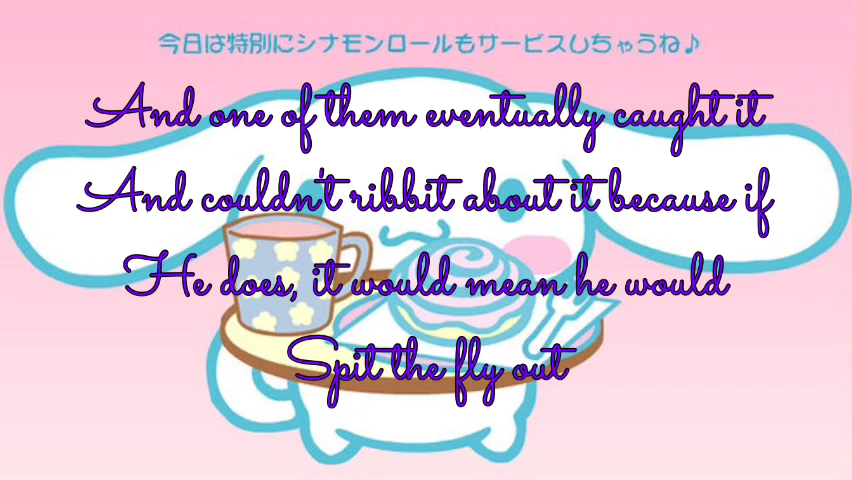 今日は特別にシナモンロールもサービスしちゃうね♪
And one of them eventually caught it
And couldn't ribbit about it because if
He does, it would mean he would
Spit the fly out